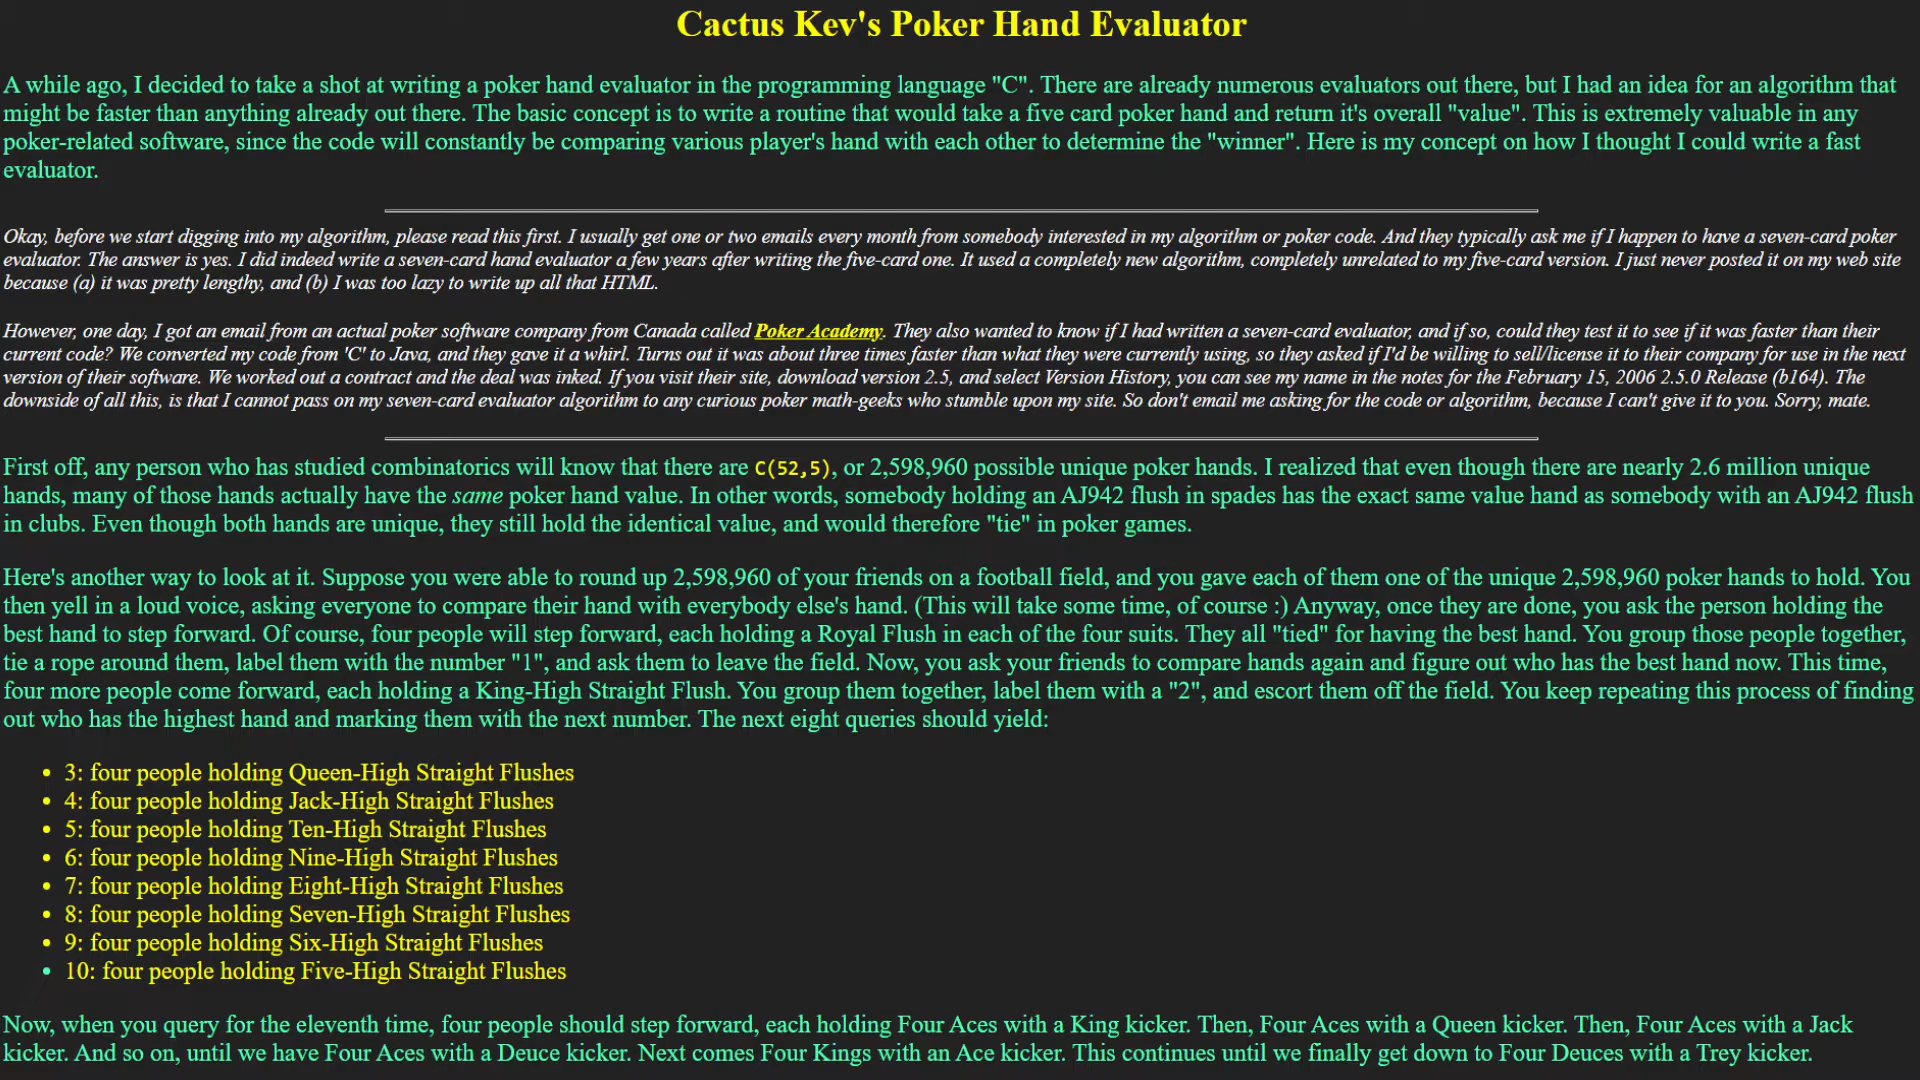 Cactus Kev's Poker Hand Evaluator
A while ago, I decided to take a shot at writing a poker hand evaluator in the programming language "C". There are already numerous evaluators out there, but I had an idea for an algorithm that
might be faster than anything already out there. The basic concept is to write a routine that would take a five card poker hand and return it's overall "value". This is extremely valuable in any
poker-related software, since the code will constantly be comparing various player's hand with each other to determine the "winner". Here is my concept on how I thought I could write a fast
evaluator.
Okay, before we start digging into my algorithm, please read this first. I usually get one or two emails every month from somebody interested in my algorithm or poker code. And they typically ask me if I happen to have a seven-card poker
evaluator. The answer is yes. I did indeed write a seven-card hand evaluator a few years after writing the five-card one. It used a completely new algorithm, completely unrelated to my five-card version. I just never posted it on my web site
because (a) it was pretty lengthy, and (b) I was too lazy to write up all that HTML.
However, one day, I got an email from an actual poker software company from Canada called Poker Academy. They also wanted to know if I had written a seven-card evaluator, and if so, could they test it to see if it was faster than their
current code? We converted my code from 'C' to Java, and they gave it a whirl. Turns out it was about three times faster than what they were currently using, so they asked if I'd be willing to sell/license it to their company for use in the next
version of their software. We worked out a contract and the deal was inked. If you visit their site, download version 2.5, and select Version History, you can see my name in the notes for the February 15, 2006 2.5.0 Release (b164). The
downside of all this, is that I cannot pass on my seven-card evaluator algorithm to any curious poker math-geeks who stumble upon my site. So don't email me asking for the code or algorithm, because I can't give it to you. Sorry, mate.
First off, any person who has studied combinatorics will know that there are C(52,5), or 2,598,960 possible unique poker hands. I realized that even though there are nearly 2.6 million unique
hands, many of those hands actually have the same poker hand value. In other words, somebody holding an AJ942 flush in spades has the exact same value hand as somebody with an AJ942 flush
in clubs. Even though both hands are unique, they still hold the identical value, and would therefore "tie" in poker games.
Here's another way to look at it. Suppose you were able to round up 2,598,960 of your friends on a football field, and you gave each of them one of the unique 2,598,960 poker hands to hold. You
then yell in a loud voice, asking everyone to compare their hand with everybody else's hand. (This will take some time, of course :) Anyway, once they are done, you ask the person holding the
best hand to step forward. Of course, four people will step forward, each holding a Royal Flush in each of the four suits. They all "tied" for having the best hand. You group those people together,
tie a rope around them, label them with the number "1", and ask them to leave the field. Now, you ask your friends to compare hands again and figure out who has the best hand now. This time,
four more people come forward, each holding a King-High Straight Flush. You group them together, label them with a "2", and escort them off the field. You keep repeating this process of finding
out who has the highest hand and marking them with the next number. The next eight queries should yield:
• 3: four people holding Queen-High Straight Flushes
• 4: four people holding Jack-High Straight Flushes
• 5: four people holding Ten-High Straight Flushes
• 6: four people holding Nine-High Straight Flushes
• 7: four people holding Eight-High Straight Flushes
• 8: four people holding Seven-High Straight Flushes
• 9: four people holding Six-High Straight Flushes
• 10: four people holding Five-High Straight Flushes
Now, when you query for the eleventh time, four people should step forward, each holding Four Aces with a King kicker. Then, Four Aces with a Queen kicker. Then, Four Aces with a Jack
kicker. And so on, until we have Four Aces with a Deuce kicker. Next comes Four Kings with an Ace kicker. This continues until we finally get down to Four Deuces with a Trey kicker.